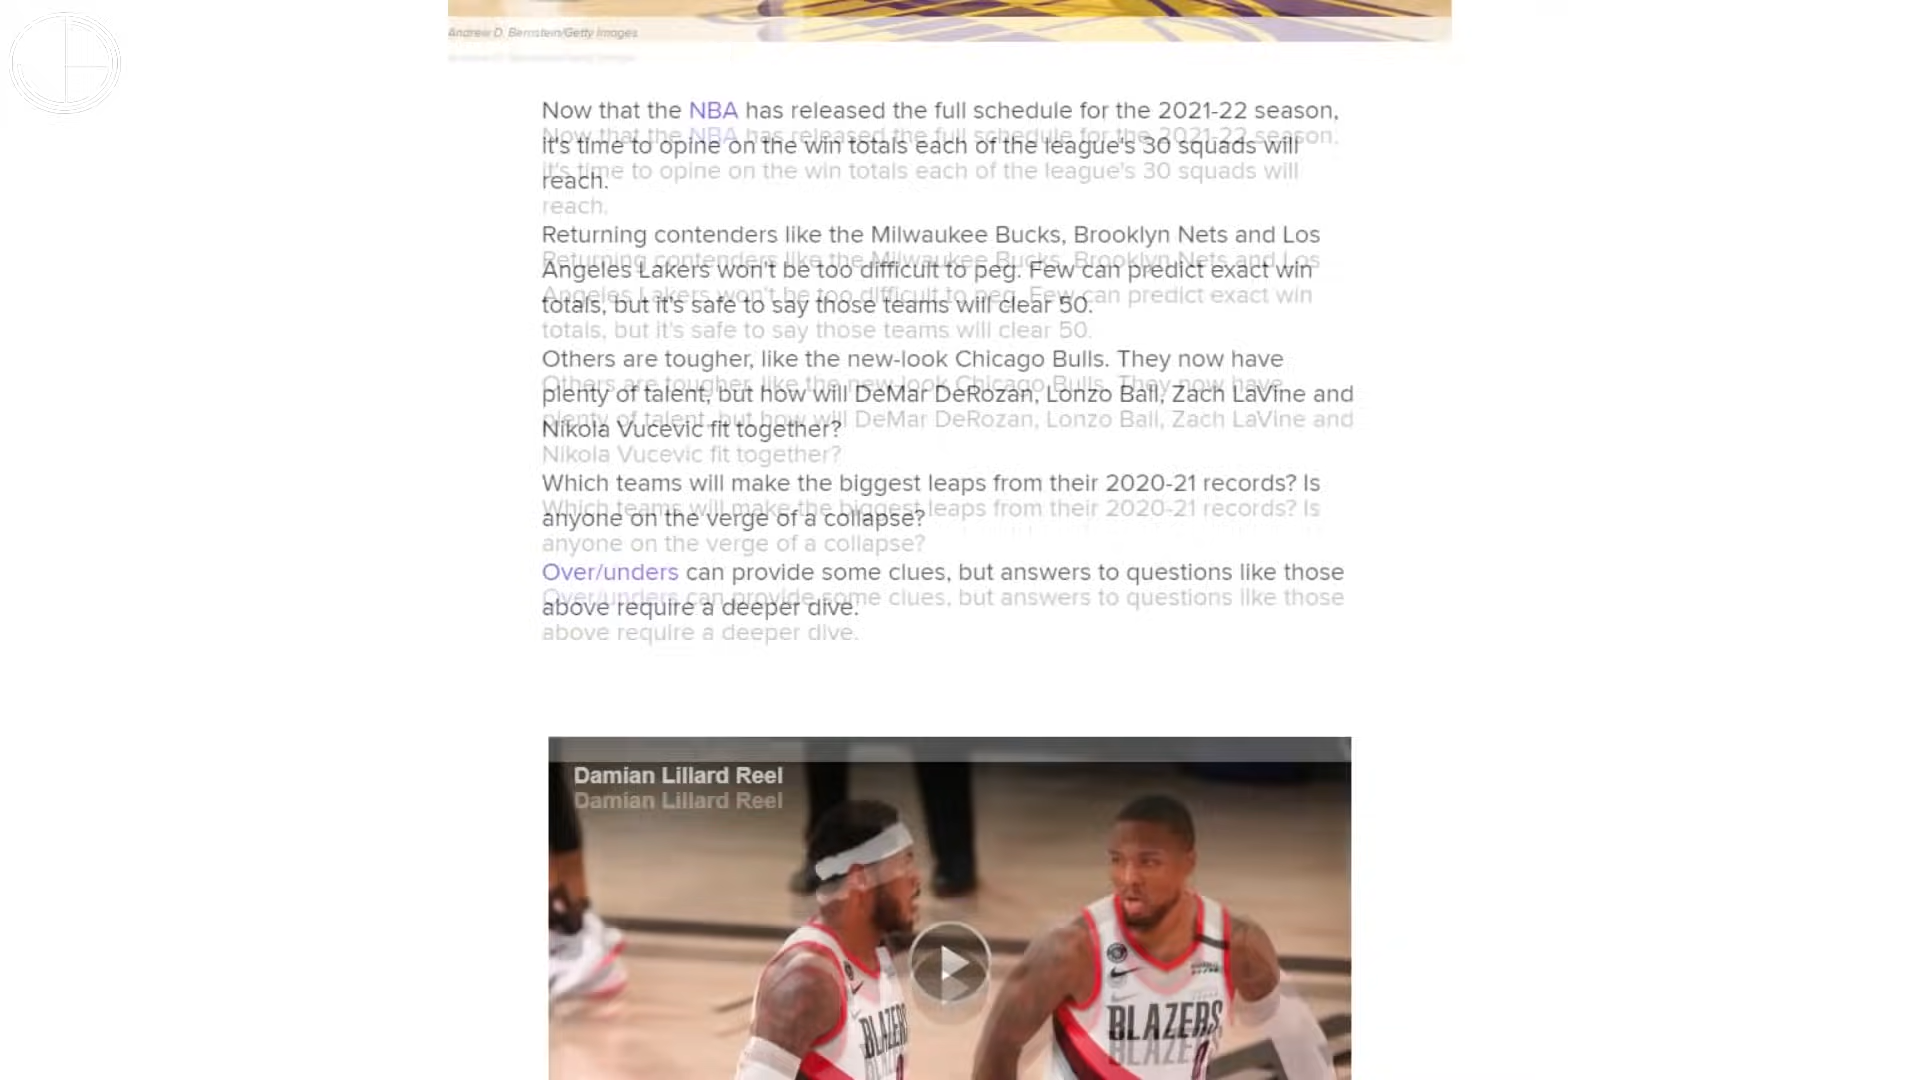 Andrew D. Bernstein/Getty Images
Now that the NBA has released the full schedule for the 2021-22 season,
it's time to opine on the win totals each of the league's 30 squads will
reach.
Returning contenders like the Milwaukee Bucks, Brooklyn Nets and Los
Angeles Lakers won't be too difficult to peg. Few can predict exact win
totals, but it's safe to say those teams will clear 50.
Others are tougher, like the new-look Chicago Bulls. They now have
plenty of talent, but how will DeMar DeRozan, Lonzo Ball, Zach LaVine and
Nikola Vucevic fit together?
Which teams will make the biggest leaps from their 2020-21 records? Is
anyone on the verge of a collapse?
Over/unders can provide some clues, but answers to questions like those
above require a deeper dive.
Damian Lillard Reel
BLAZERS
BLAZERS